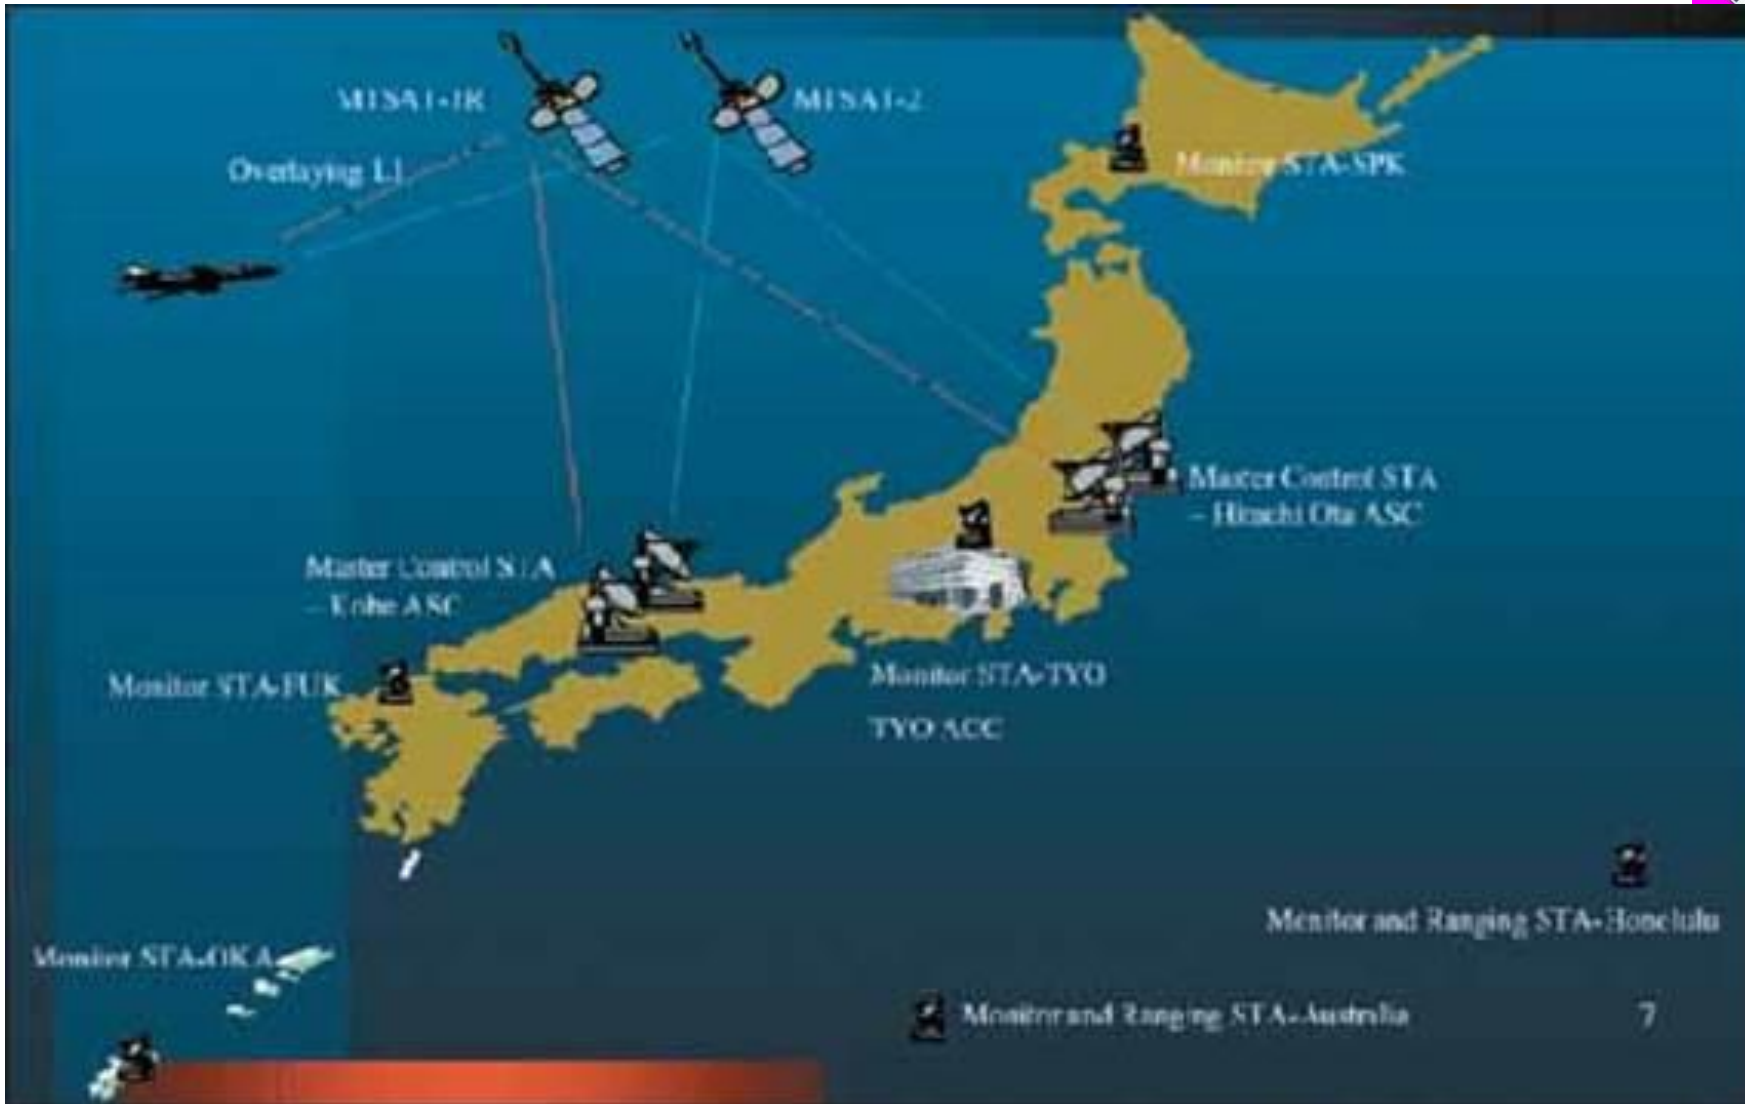 MTSAT-1R
MTSAT-2
Overlaying L1
Monitor STA-SPK
Master Control STA
– Hitachi Ota ASC
Master Control STA
– Kobe ASC
Monitor STA-FUK
Monitor STA-TYO
TYO ACC
Monitor and Ranging STA-Honolulu
Monitor STA-OKA
Monitor and Ranging STA-Australia
7